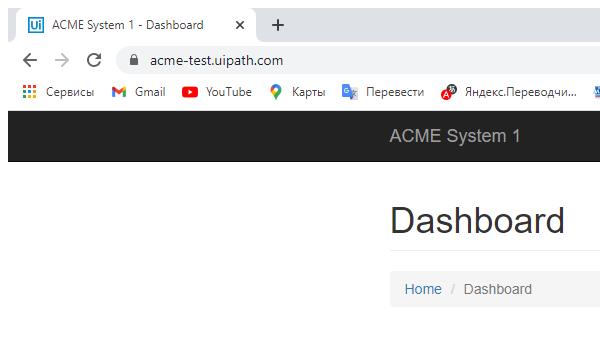 Ui ACME System 1 - Dashboard
acme-test.uipath.com
Сервисы Gmail YouTube Карты Перевести Яндекс.Переводчи...
ACME System 1
Dashboard
Home / Dashboard